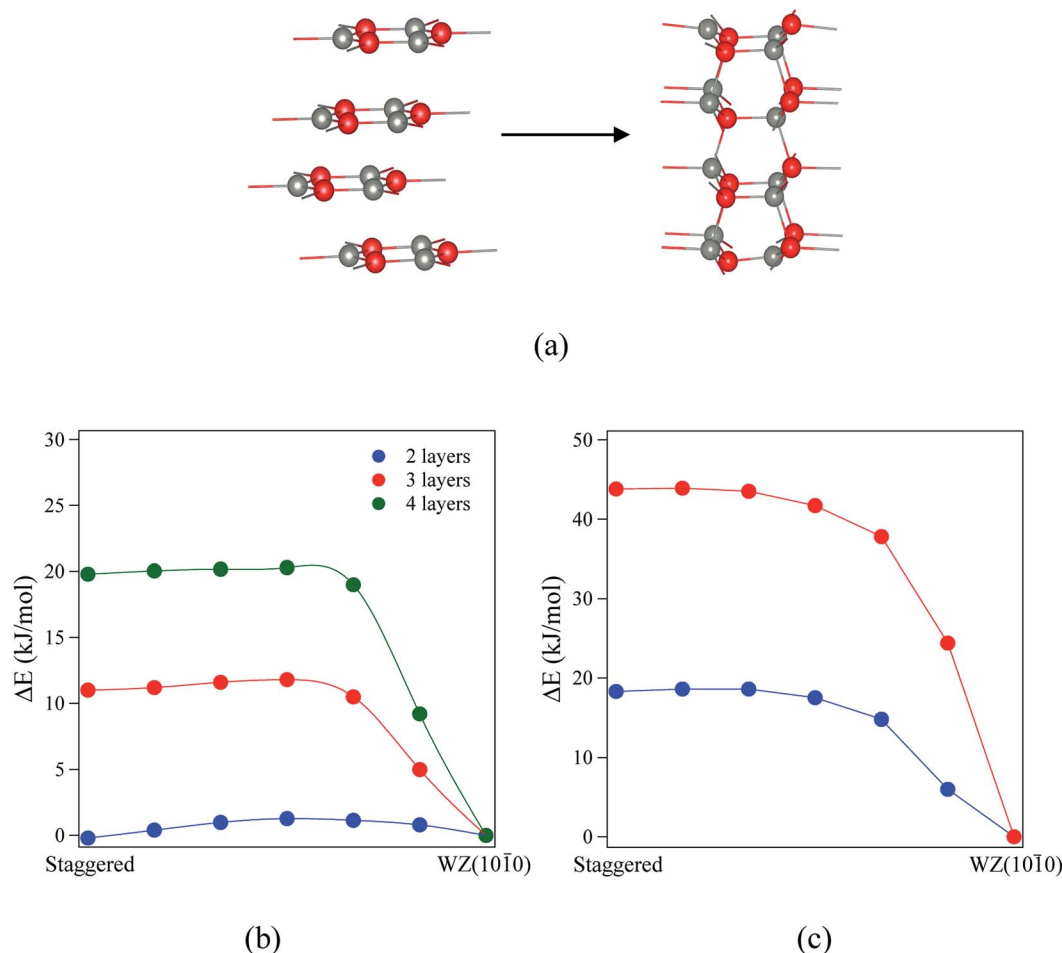 (a)
30
25
20
15
10
5
0
ΔE (kJ/mol)
2 layers
3 layers
4 layers
Staggered
WZ(101̄0)
(b)
50
40
30
20
10
0
ΔE (kJ/mol)
Staggered
WZ(101̄0)
(c)